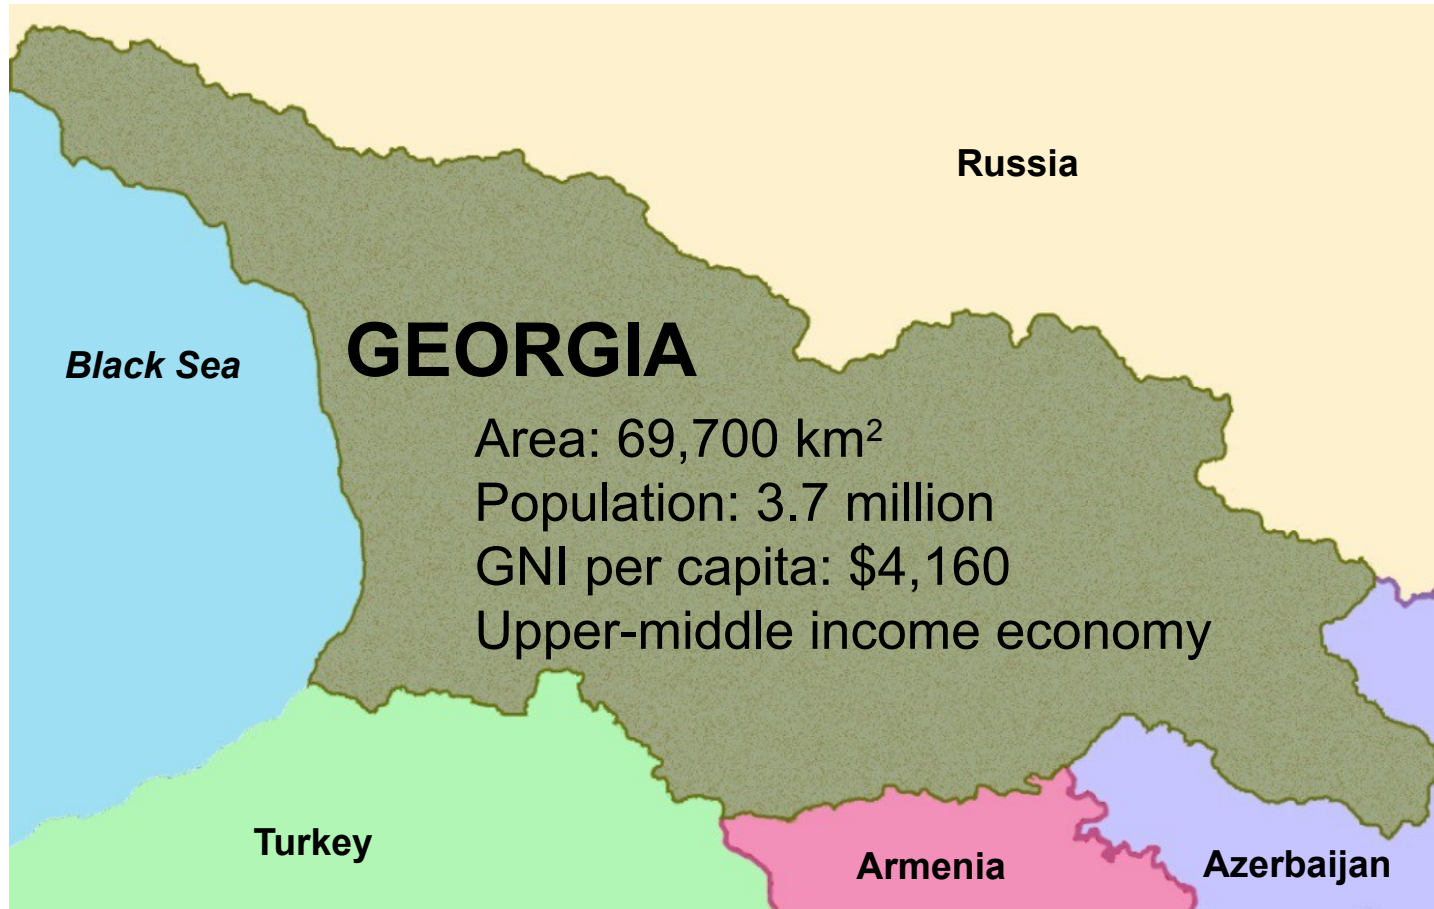 Russia
Black Sea
GEORGIA
Area: 69,700 km²
Population: 3.7 million
GNI per capita: $4,160
Upper-middle income economy
Turkey
Armenia
Azerbaijan